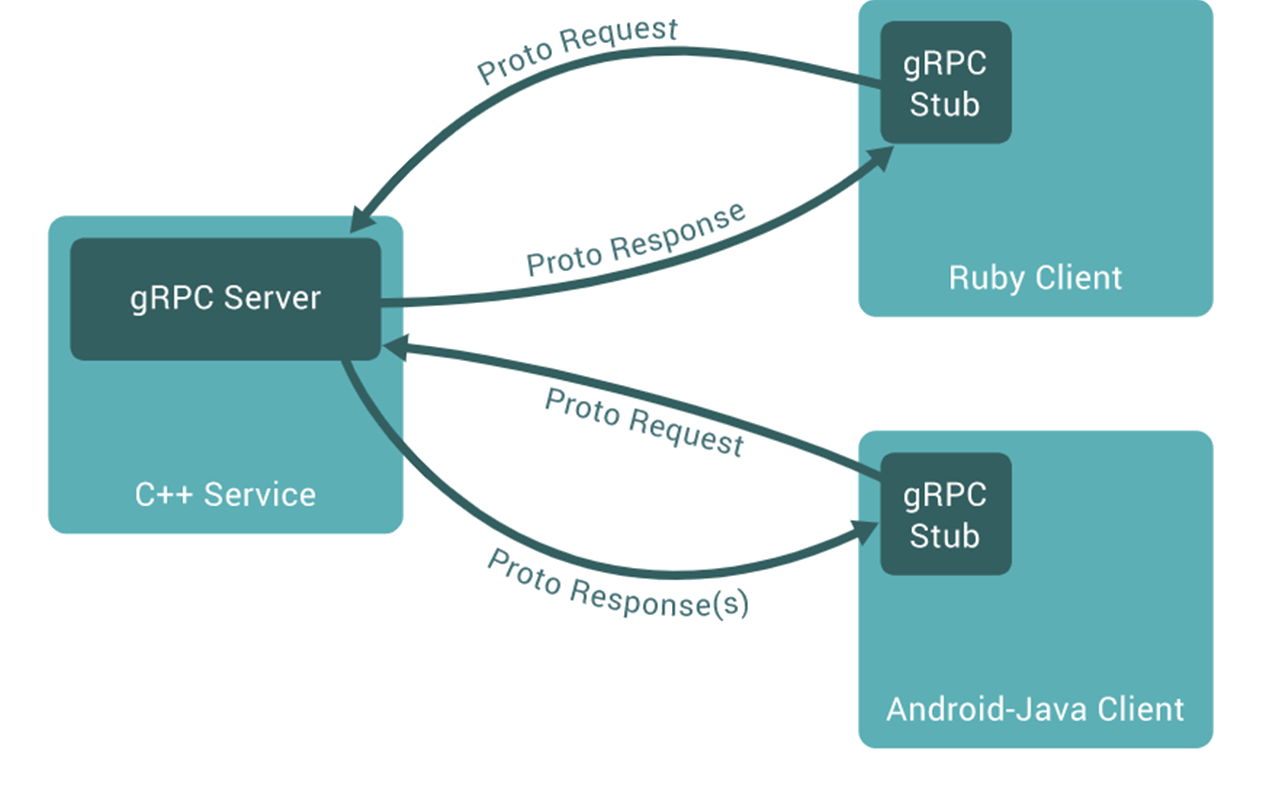 Proto Request
gRPC
Stub
Proto Response
Ruby Client
gRPC Server
C++ Service
Proto Request
gRPC
Stub
Proto Response(s)
Android-Java Client